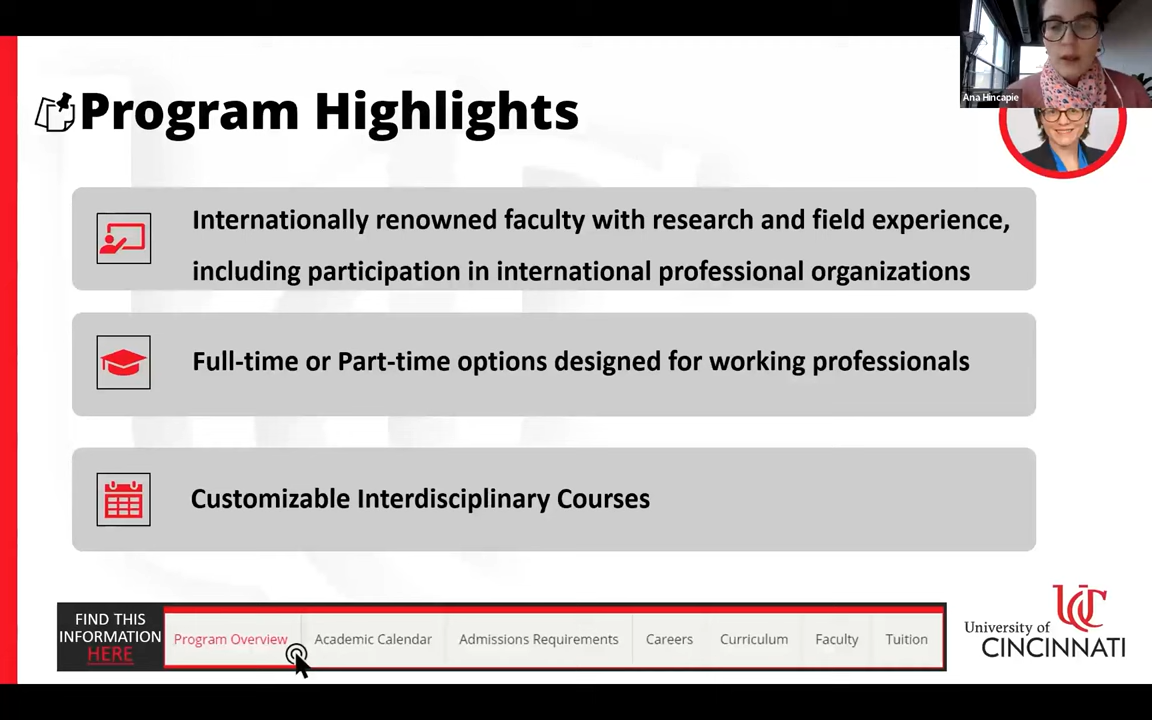 Ana Hincapie
Program Highlights
Internationally renowned faculty with research and field experience,
including participation in international professional organizations
Full-time or Part-time options designed for working professionals
Customizable Interdisciplinary Courses
FIND THIS
INFORMATION
HERE
Program Overview
Academic Calendar
Admissions Requirements
Careers
Curriculum
Faculty
Tuition
UC
University of
CINCINNATI